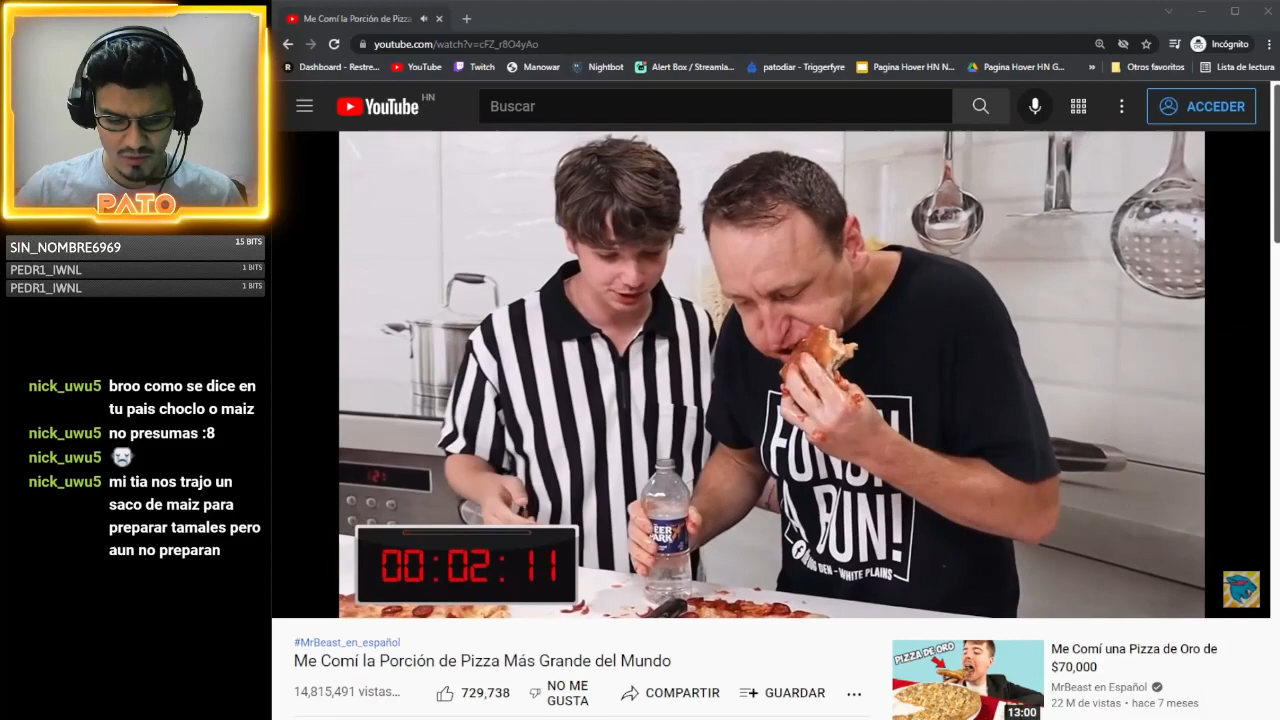 Me Comí la Porción de Pizza
youtube.com/watch?v=cFZ_r8O4yAo
Incógnito
Dashboard - Restre...
YouTube
Twitch
Manowar
Nightbot
Alert Box / Streamla...
patodiar - Triggerfyre
Pagina Hover HN N...
Pagina Hover HN G...
»
Otros favoritos
Lista de lectura
YouTube HN
Buscar
ACCEDER
PATO
SIN_NOMBRE6969 15 BITS
PEDR1_IWNL 1 BITS
PEDR1_IWNL 1 BITS
nick_uwu5 broo como se dice en
tu pais choclo o maiz
nick_uwu5 no presumas :8
nick_uwu5
nick_uwu5 mi tia nos trajo un
saco de maiz para
preparar tamales pero
aun no preparan
A BUN!
DEN - WHITE PLAINS
00:02:11
#MrBeast_en_español
Me Comí la Porción de Pizza Más Grande del Mundo
14,815,491 vistas...
729,738
NO ME
GUSTA
COMPARTIR
GUARDAR
PIZZA DE ORO
13:00
Me Comí una Pizza de Oro de
$70,000
MrBeast en Español
22 M de vistas • hace 7 meses